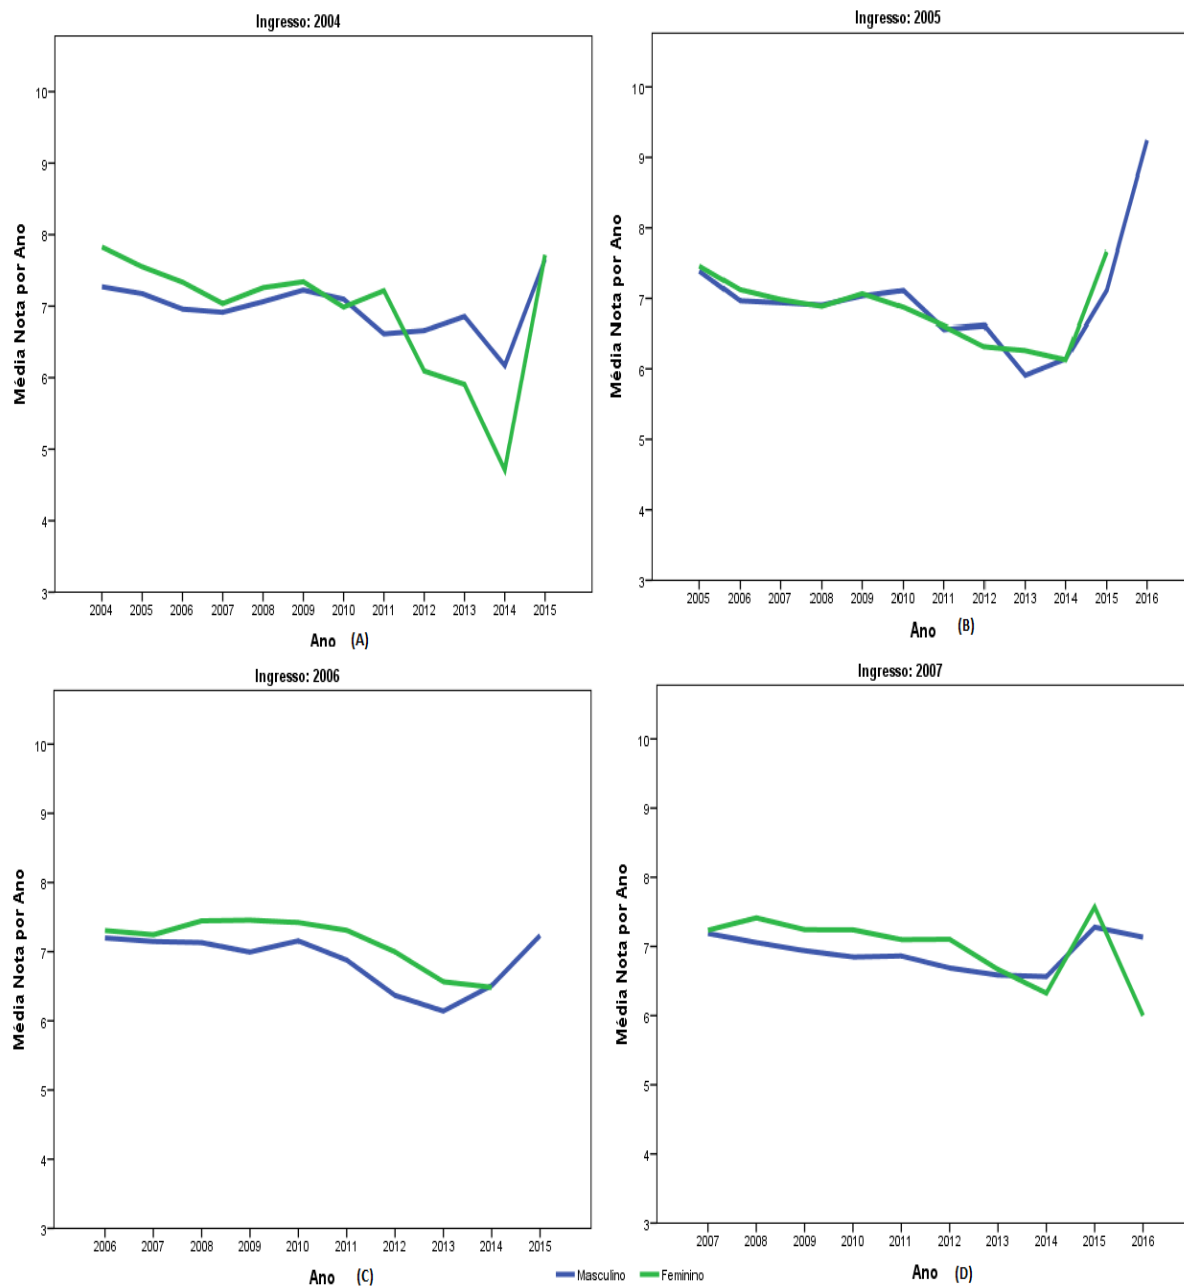 Ingresso: 2004
Média Nota por Ano
10
9
8
7
6
5
4
3
2004 2005 2006 2007 2008 2009 2010 2011 2012 2013 2014 2015
Ano (A)
Ingresso: 2005
Média Nota por Ano
10
9
8
7
6
5
4
3
2005 2006 2007 2008 2009 2010 2011 2012 2013 2014 2015 2016
Ano (B)
Ingresso: 2006
Média Nota por Ano
10
9
8
7
6
5
4
3
2006 2007 2008 2009 2010 2011 2012 2013 2014 2015
Ano (C)
Ingresso: 2007
Média Nota por Ano
10
9
8
7
6
5
4
3
2007 2008 2009 2010 2011 2012 2013 2014 2015 2016
Ano (D)
Masculino Feminino